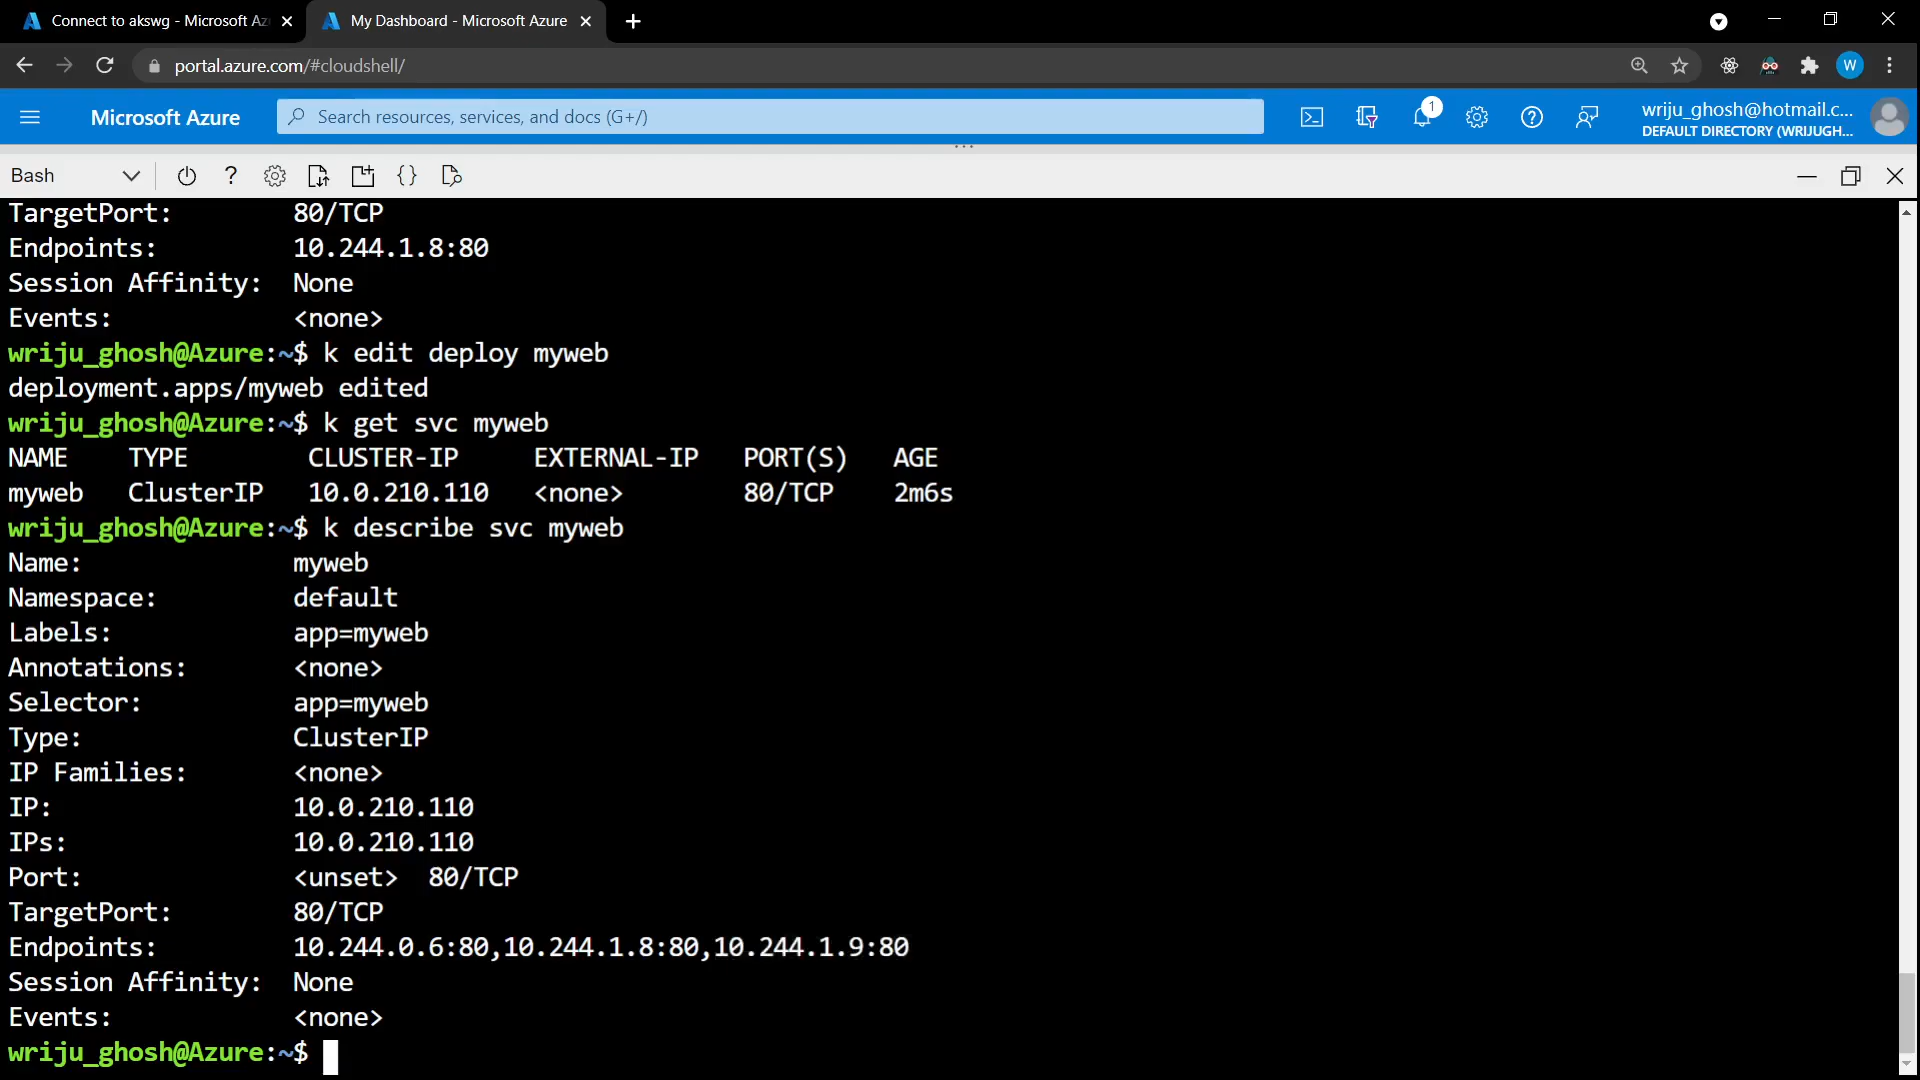 Connect to akswg - Microsoft Az
My Dashboard - Microsoft Azure
portal.azure.com/#cloudshell/
W
Microsoft Azure
Search resources, services, and docs (G+/)
1
wriju_ghosh@hotmail.c...
DEFAULT DIRECTORY (WRIJUGH...
Bash
TargetPort: 80/TCP
Endpoints: 10.244.1.8:80
Session Affinity: None
Events: <none>
wriju_ghosh@Azure:~$ k edit deploy myweb
deployment.apps/myweb edited
wriju_ghosh@Azure:~$ k get svc myweb
NAME TYPE CLUSTER-IP EXTERNAL-IP PORT(S) AGE
myweb ClusterIP 10.0.210.110 <none> 80/TCP 2m6s
wriju_ghosh@Azure:~$ k describe svc myweb
Name: myweb
Namespace: default
Labels: app=myweb
Annotations: <none>
Selector: app=myweb
Type: ClusterIP
IP Families: <none>
IP: 10.0.210.110
IPs: 10.0.210.110
Port: <unset> 80/TCP
TargetPort: 80/TCP
Endpoints: 10.244.0.6:80,10.244.1.8:80,10.244.1.9:80
Session Affinity: None
Events: <none>
wriju_ghosh@Azure:~$